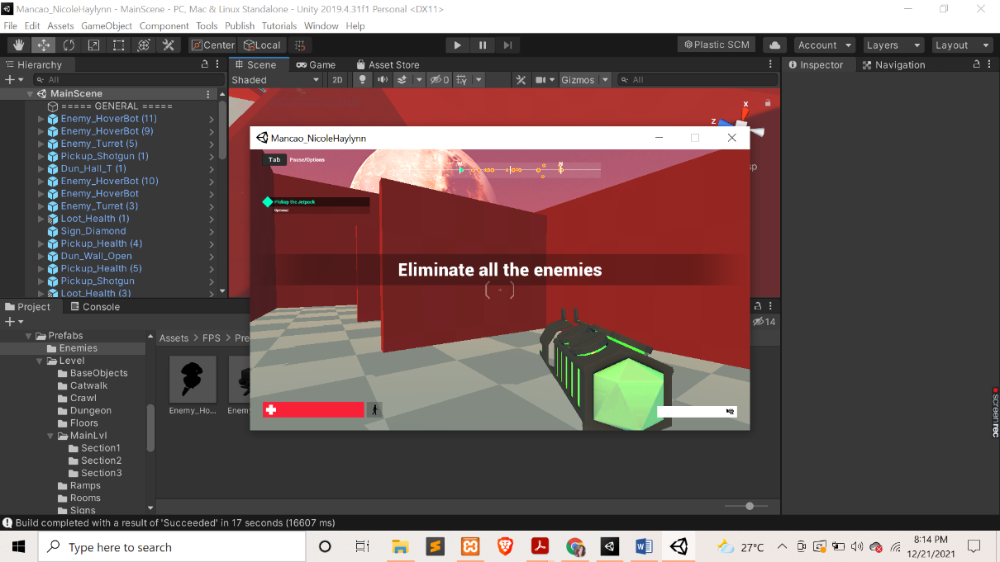 Mancao_NicoleHaylynn - MainScene - PC, Mac & Linux Standalone - Unity 2019.4.31f1 Personal <DX11>
File Edit Assets GameObject Component Tools Publish Tutorials Window Help
Center Local Plastic SCM Account Layers Layout
Hierarchy Scene Game Asset Store Inspector Navigation
All Shaded 2D 0 Gizmos All
MainScene
===== GENERAL =====
Enemy_HoverBot (11)
Enemy_HoverBot (9)
Enemy_Turret (5)
Pickup_Shotgun (1)
Dun_Hall_T (1)
Enemy_HoverBot (10)
Enemy_HoverBot
Enemy_Turret (3)
Loot_Health (1)
Sign_Diamond
Pickup_Health (4)
Dun_Wall_Open
Pickup_Health (5)
Pickup_Shotgun
Loot_Health (3)
X
Z
sp
Mancao_NicoleHaylynn
Tab Pause/Options
W N
Pickup the Jetpack
Optional
Eliminate all the enemies
Project Console
14
Prefabs
Enemies
Level
BaseObjects
Catwalk
Crawl
Dungeon
Floors
MainLvl
Section1
Section2
Section3
Ramps
Rooms
Signs
Assets > FPS > Pre
Enemy_Ho... Enem
screenrec
Build completed with a result of 'Succeeded' in 17 seconds (16607 ms)
Type here to search
27°C
8:14 PM
12/21/2021